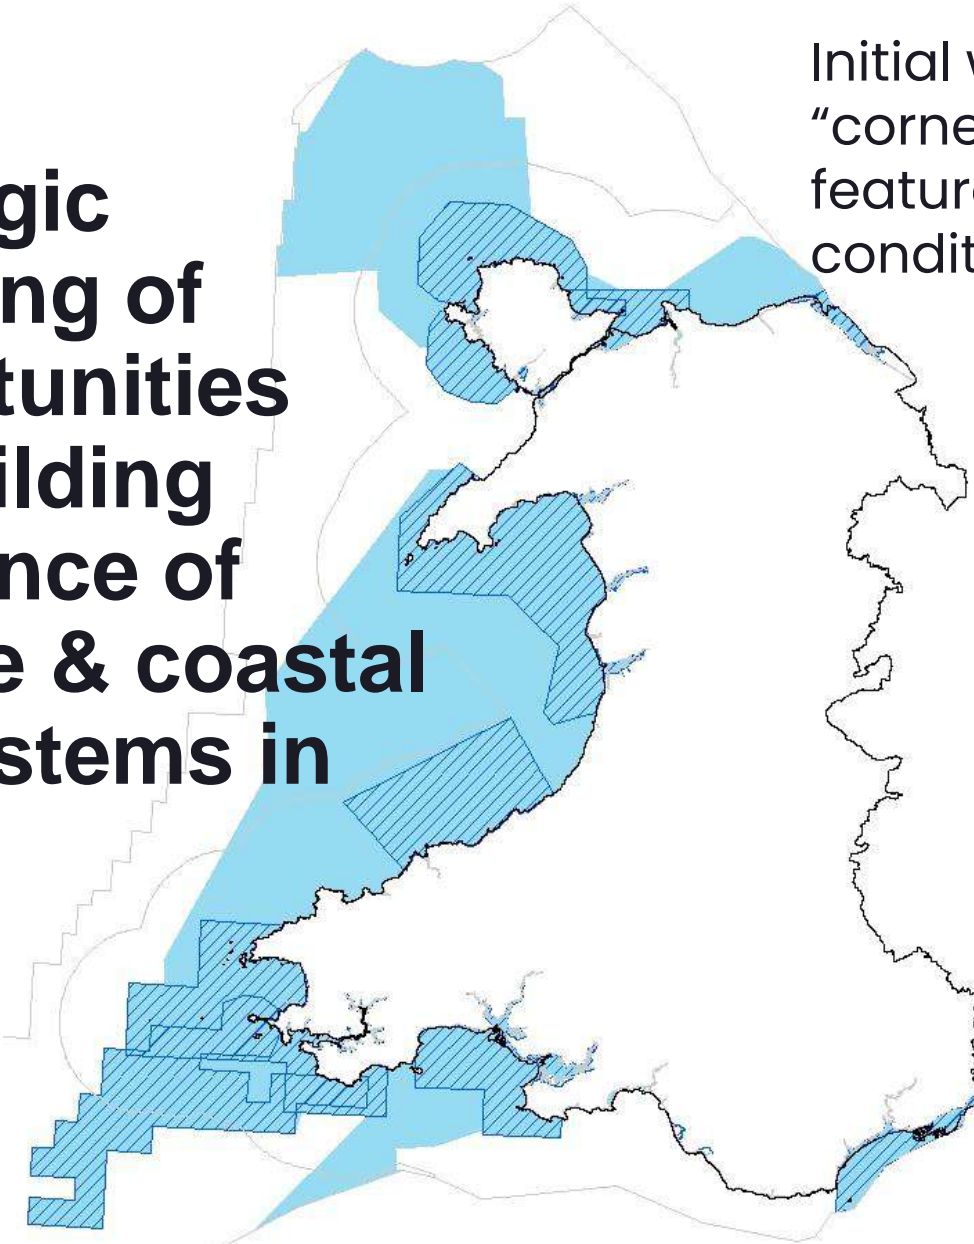 gic
ng of
tunities
ilding
nce of
e & coastal
stems in
Initial
“corne
featur
condit